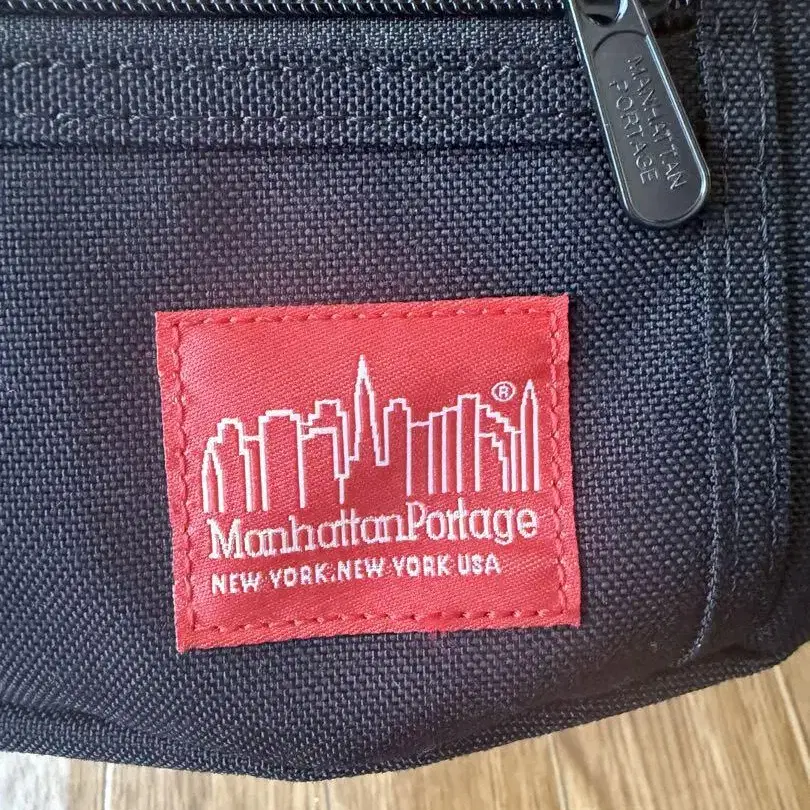 MANHATTAN
PORTAGE
®
ManhattanPortage
NEW YORK,NEW YORK USA